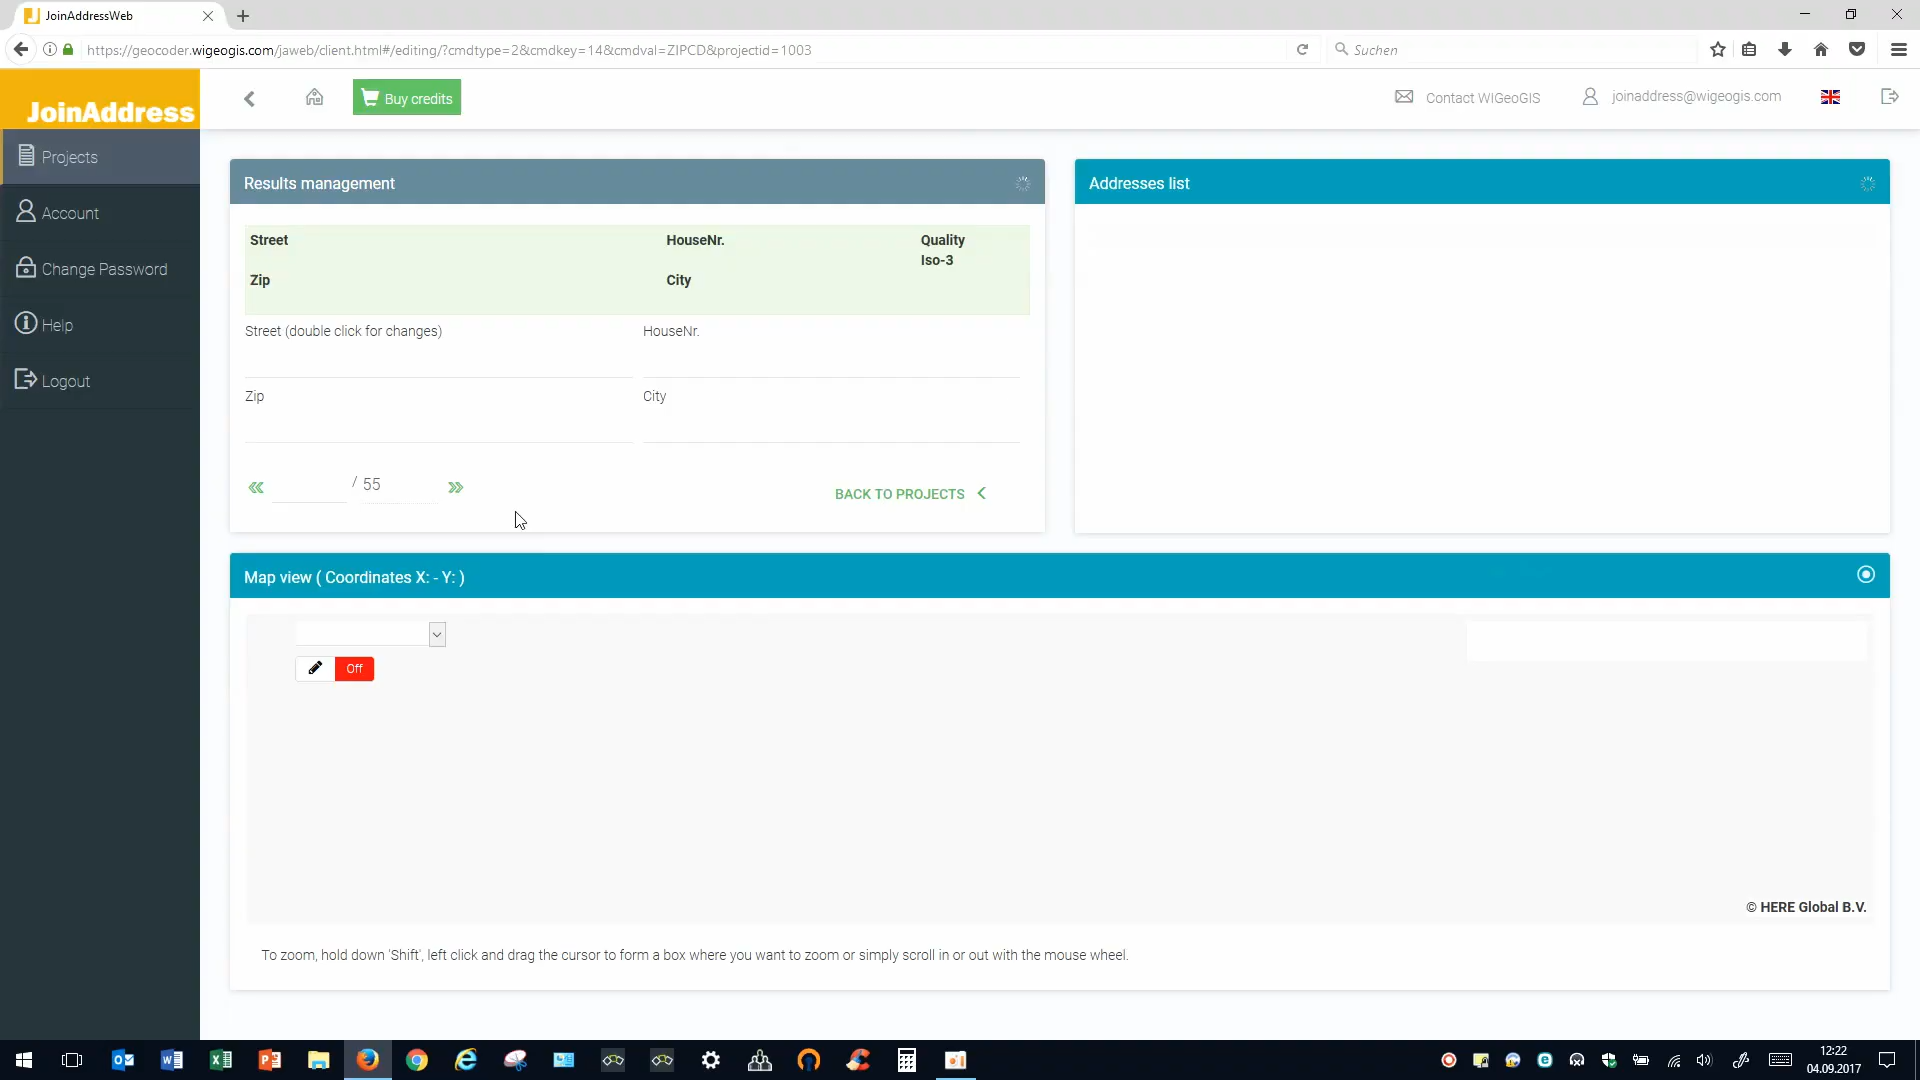 JoinAddressWeb
https://geocoder.wigeogis.com/jaweb/client.html#/editing/?cmdtype=2&cmdkey=14&cmdval=ZIPCD&projectid=1003
Suchen
JoinAddress
Buy credits
Contact WIGeoGIS
joinaddress@wigeogis.com
Projects
Account
Change Password
Help
Logout
Results management
Street
HouseNr.
Quality
Iso-3
Zip
City
Street (double click for changes)
HouseNr.
Zip
City
/ 55
BACK TO PROJECTS
Addresses list
Map view ( Coordinates X: - Y: )
Off
© HERE Global B.V.
To zoom, hold down 'Shift', left click and drag the cursor to form a box where you want to zoom or simply scroll in or out with the mouse wheel.
12:22
04.09.2017